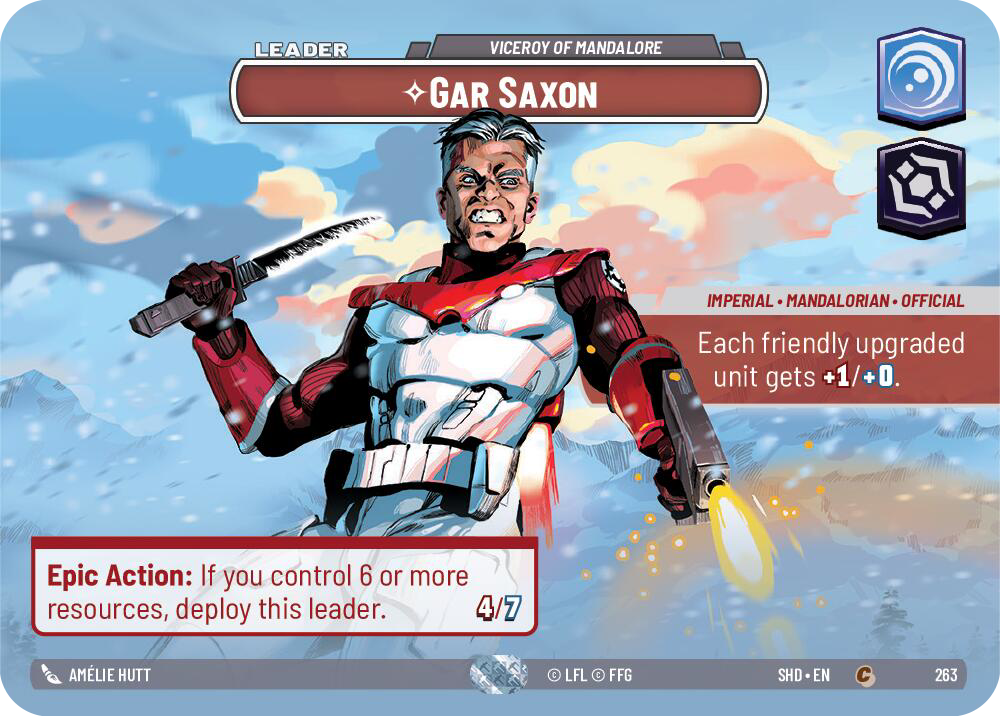 LEADER
VICEROY OF MANDALORE
GAR SAXON
IMPERIAL • MANDALORIAN • OFFICIAL
Each friendly upgraded
unit gets +1/+0.
Epic Action: If you control 6 or more
resources, deploy this leader. 4/7
AMÉLIE HUTT © LFL © FFG SHD • EN C 263